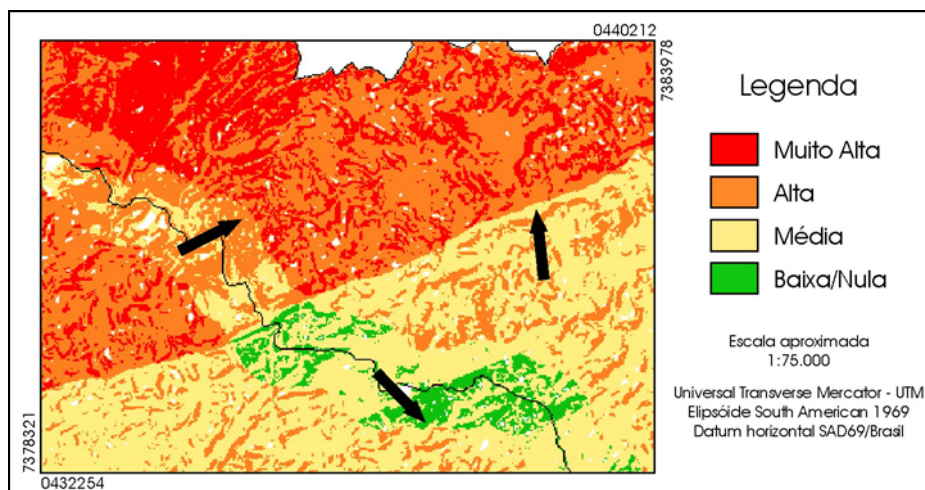 0440212
7383978
7378321
0432254
Legenda
Muito Alta
Alta
Média
Baixa/Nula
Escala aproximada
1:75.000
Universal Transverse Mercator - UTM
Elipsóide South American 1969
Datum horizontal SAD69/Brasil